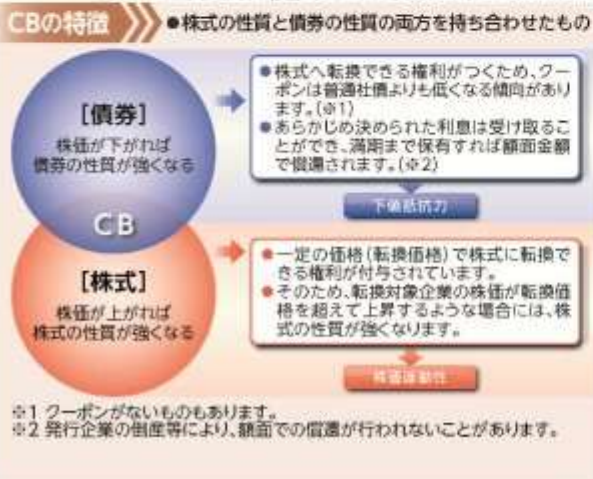 CBの特徴
●株式の性質と債券の性質の両方を持ち合わせたもの
[債券]
株価が下がれば
債券の性質が強くなる
●株式へ転換できる権利がつくため、クー
ポンは普通社債よりも低くなる傾向があり
ます。(※1)
●あらかじめ決められた利息は受け取るこ
とができ、満期まで保有すれば額面金額
で償還されます。(※2)
下値抵抗力
CB
[株式]
株価が上がれば
株式の性質が強くなる
●一定の価格(転換価格)で株式に転換で
きる権利が付与されています。
●そのため、転換対象企業の株価が転換価
格を超えて上昇するような場合には、株
式の性質が強くなります。
株価連動性
※1 クーポンがないものもあります。
※2 発行企業の倒産等により、額面での償還が行われないことがあります。